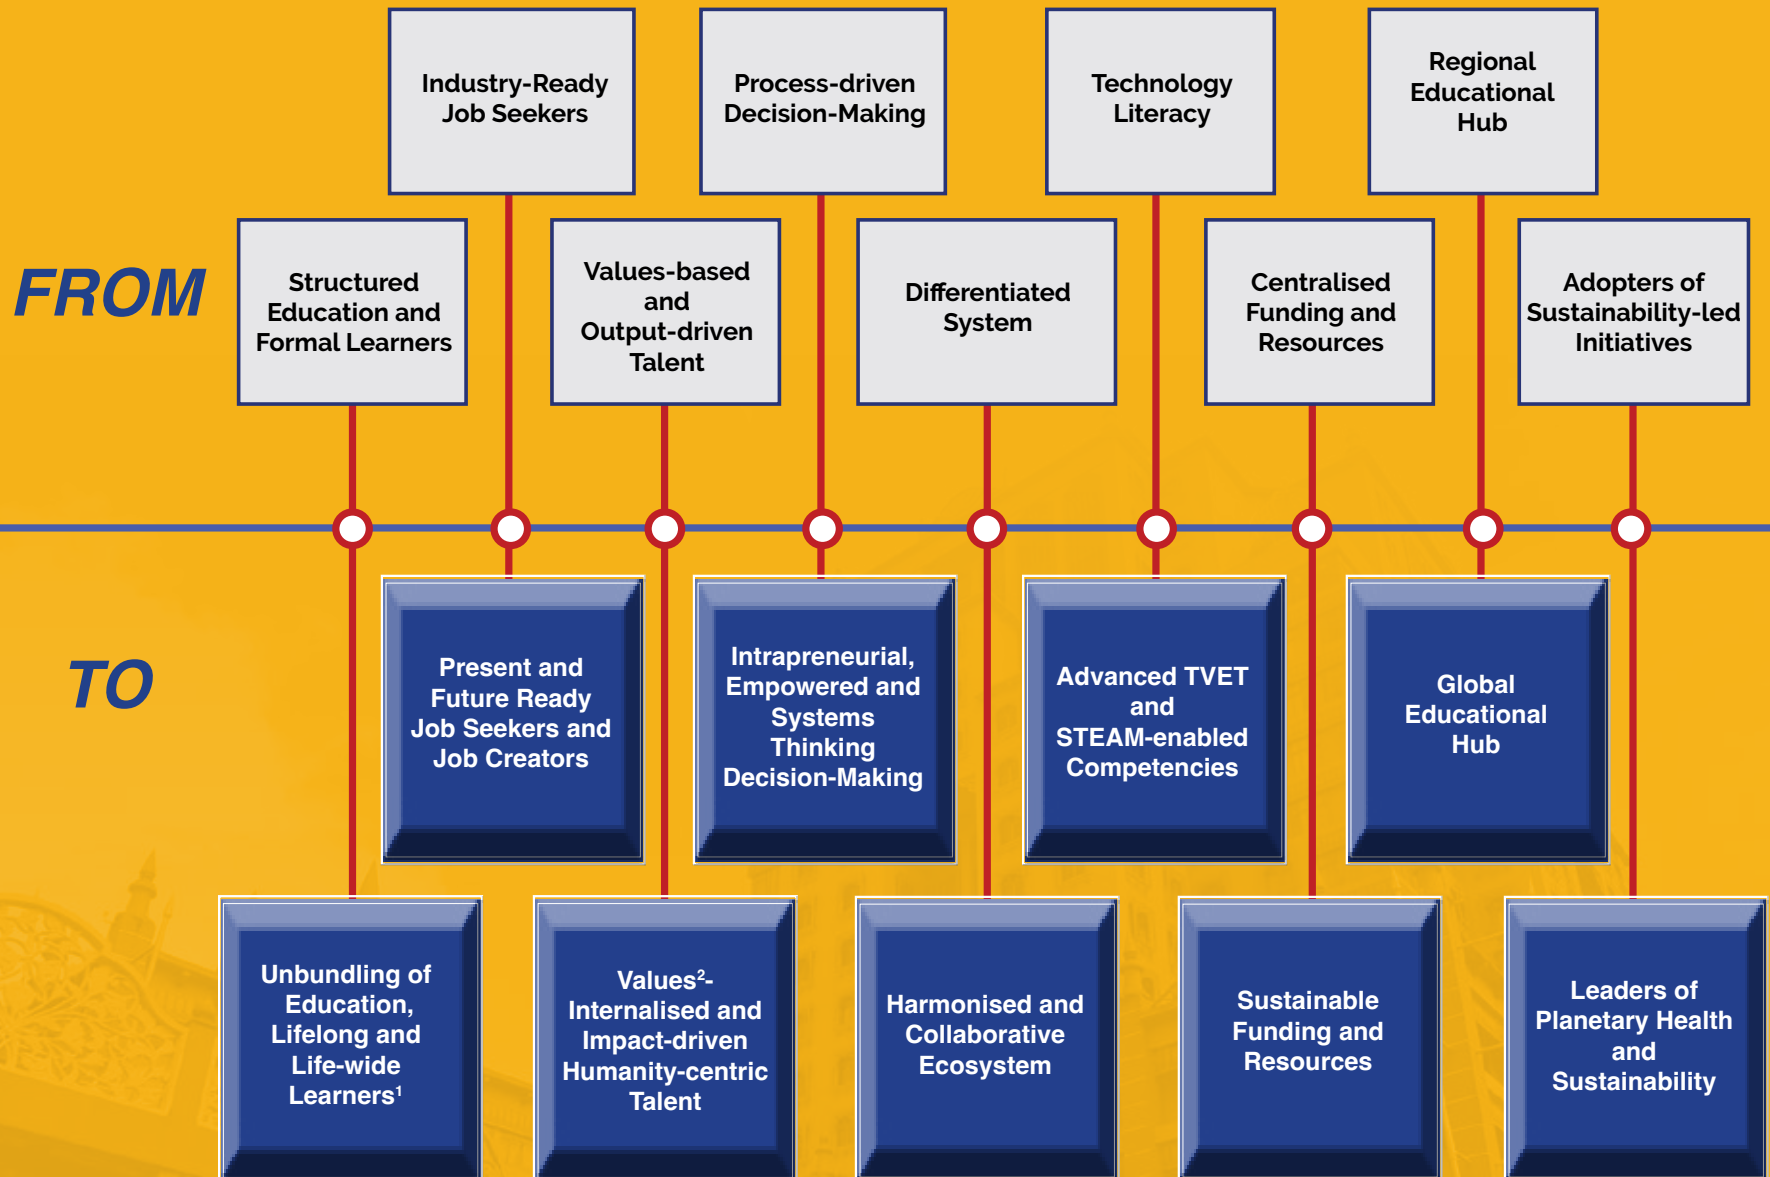 Industry-Ready
Job Seekers
Process-driven
Decision-Making
Technology
Literacy
Regional
Educational
Hub
FROM
Structured
Education and
Formal Learners
Values-based
and
Output-driven
Talent
Differentiated
System
Centralised
Funding and
Resources
Adopters of
Sustainability-led
Initiatives
TO
Present and
Future Ready
Job Seekers and
Job Creators
Intrapreneurial,
Empowered and
Systems
Thinking
Decision-Making
Advanced TVET
and
STEAM-enabled
Competencies
Global
Educational
Hub
Unbundling of
Education,
Lifelong and
Life-wide
Learners¹
Values²-
Internalised and
Impact-driven
Humanity-centric
Talent
Harmonised and
Collaborative
Ecosystem
Sustainable
Funding and
Resources
Leaders of
Planetary Health
and
Sustainability